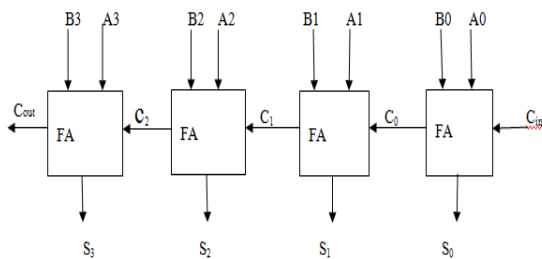 B3 A3 B2 A2 B1 A1 B0 A0
Cout C2 C1 C0 Cin
FA FA FA FA
S3 S2 S1 S0